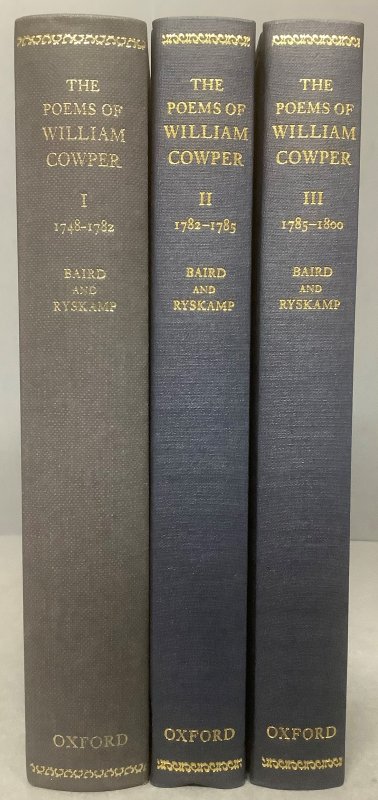 THE
POEMS OF
WILLIAM
COWPER
I
1748–1782
BAIRD
AND
RYSKAMP
OXFORD
THE
POEMS OF
WILLIAM
COWPER
II
1782–1785
BAIRD
AND
RYSKAMP
OXFORD
THE
POEMS OF
WILLIAM
COWPER
III
1785–1800
BAIRD
AND
RYSKAMP
OXFORD